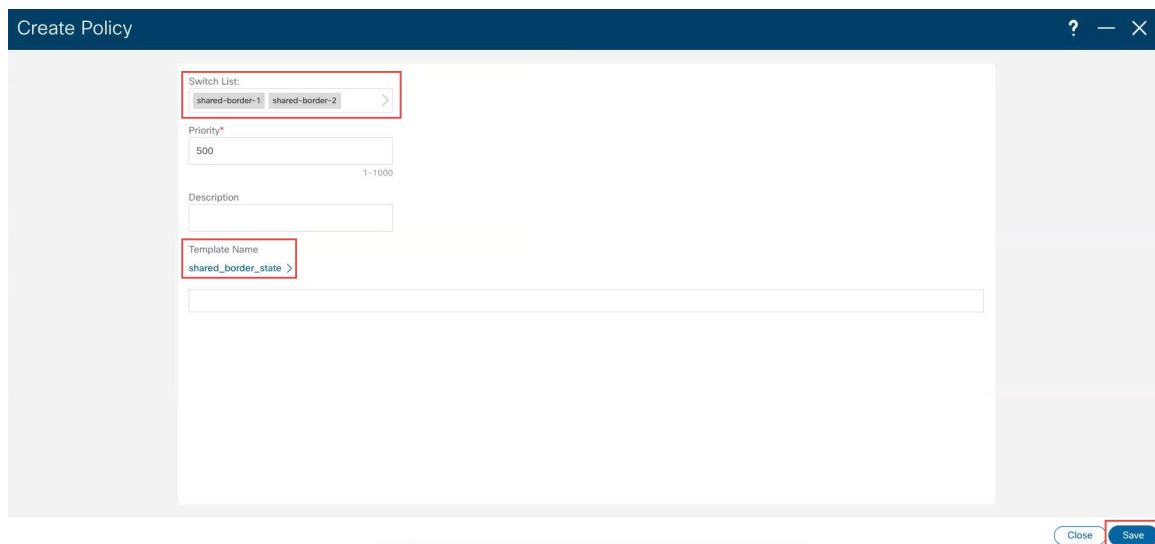 Create Policy
? — ×
Switch List:
shared-border-1 shared-border-2 >
Priority*
500
1-1000
Description
Template Name
shared_border_state >
Close Save